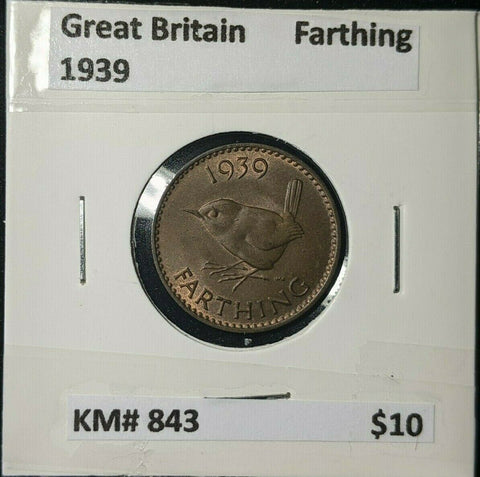 Great Britain Farthing
1939
1939
FARTHING
KM# 843 $10